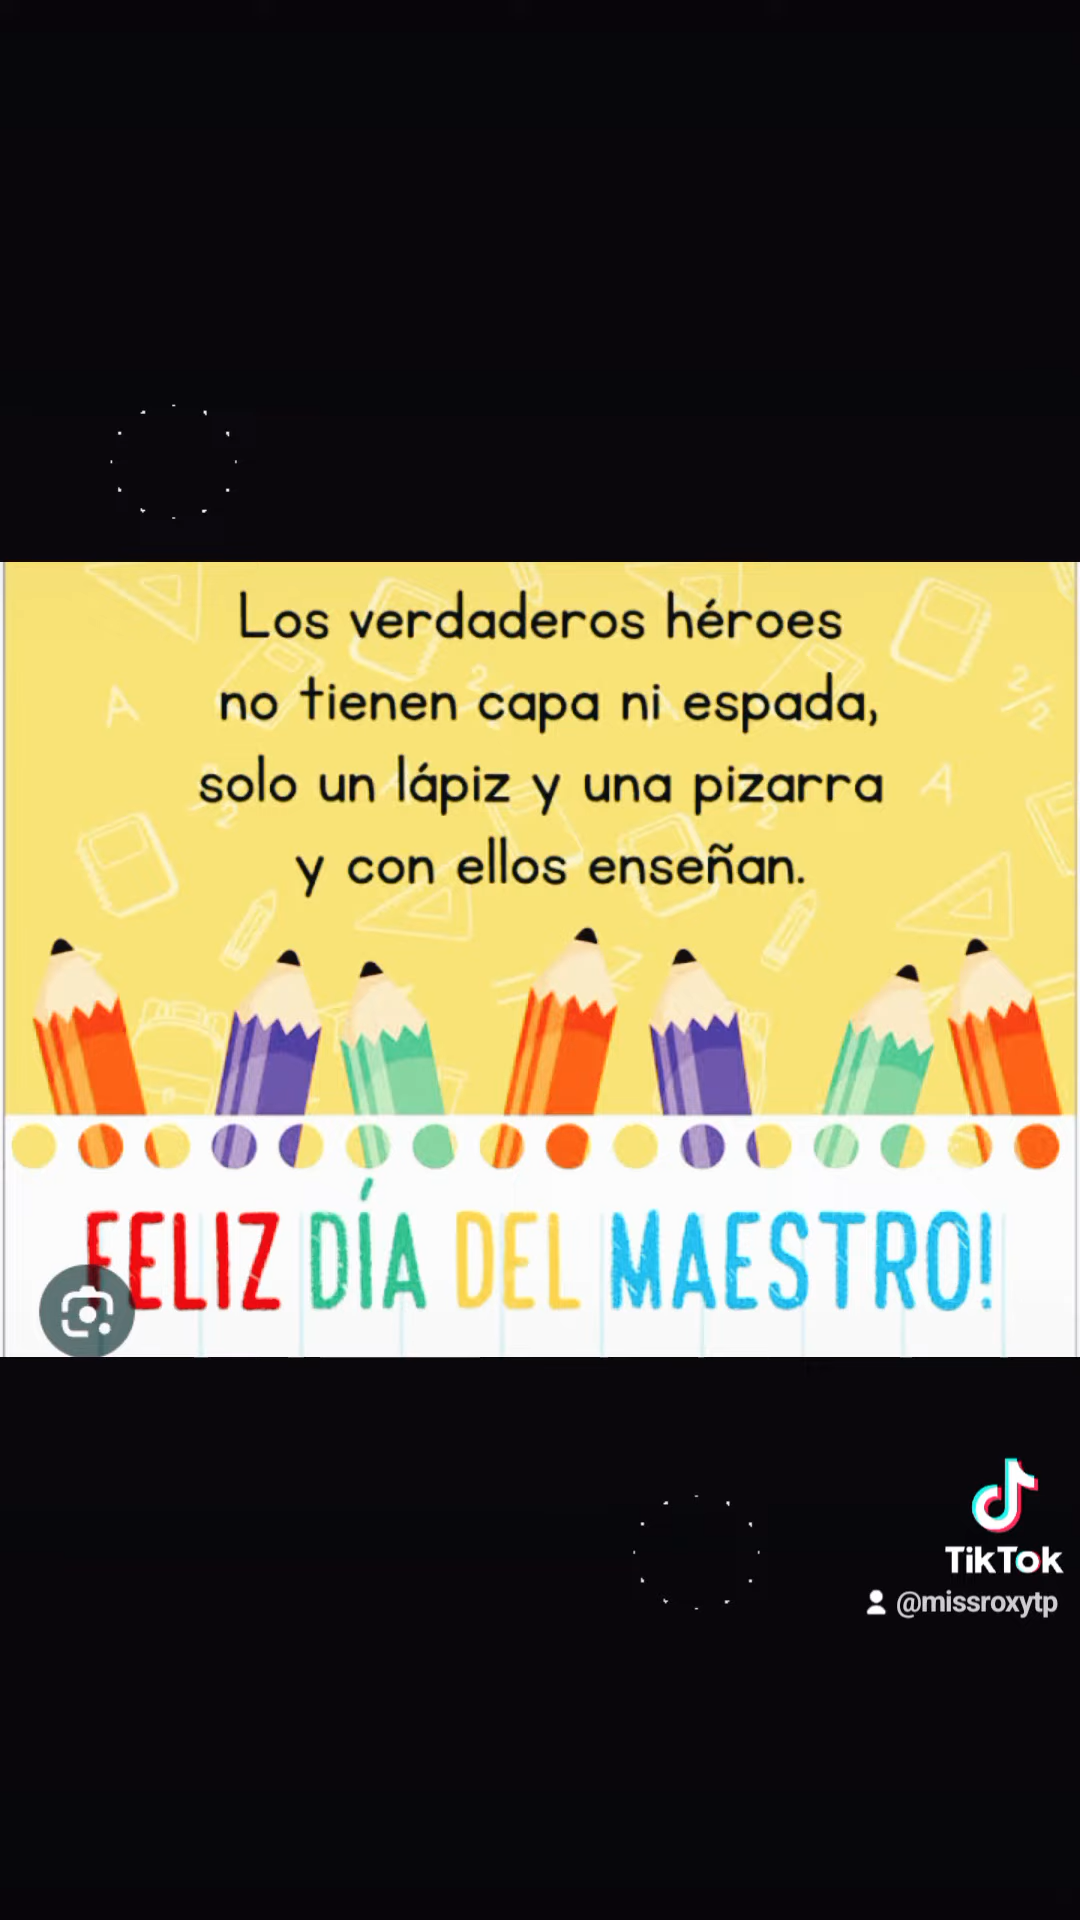 Los verdaderos héroes
no tienen capa ni espada,
solo un lápiz y una pizarra
y con ellos enseñan.
FELIZ DÍA DEL MAESTRO!
TikTok
@missroxytp